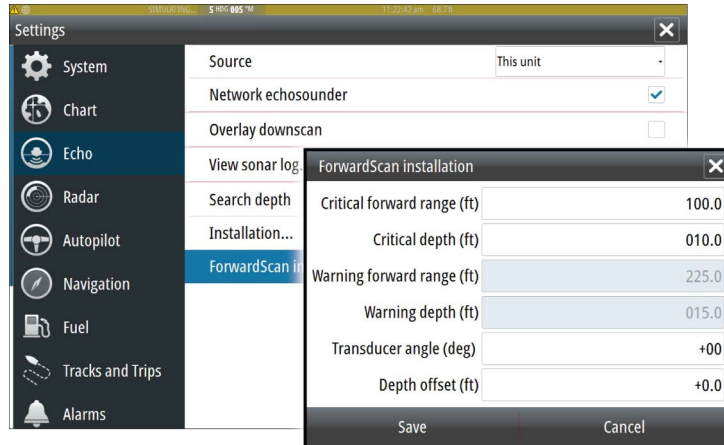 SIMULATING... S HDG 005 °M 11:22:42 am 68.7 ft
Settings
System
Chart
Echo
Radar
Autopilot
Navigation
Fuel
Tracks and Trips
Alarms
Source This unit
Network echosounder
Overlay downscan
View sonar log.
Search depth
Installation...
ForwardScan in
ForwardScan installation
Critical forward range (ft) 100.0
Critical depth (ft) 010.0
Warning forward range (ft) 225.0
Warning depth (ft) 015.0
Transducer angle (deg) +00
Depth offset (ft) +0.0
Save Cancel